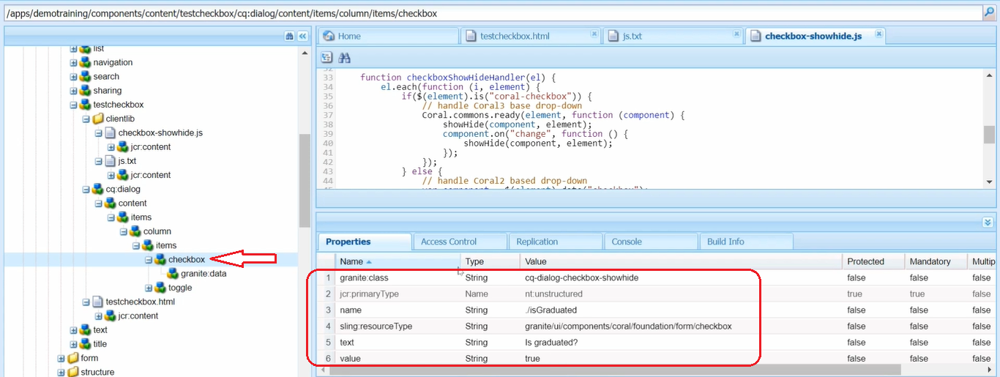 /apps/demotraining/components/content/testcheckbox/cq:dialog/content/items/column/items/checkbox
list
navigation
search
sharing
testcheckbox
clientlib
checkbox-showhide.js
jcr:content
js.txt
jcr:content
cq:dialog
content
items
column
items
checkbox
granite:data
toggle
testcheckbox.html
jcr:content
text
title
form
structure
Home testcheckbox.html js.txt checkbox-showhide.js
32
33 function checkboxShowHideHandler(el) {
34 el.each(function (i, element) {
35 if($(element).is("coral-checkbox")) {
36 // handle Coral3 base drop-down
37 Coral.commons.ready(element, function (component) {
38 showHide(component, element);
39 component.on("change", function () {
40 showHide(component, element);
41 });
42 });
43 } else {
44 // handle Coral2 based drop-down
45 var component = $(element).data("checkbox");
Properties Access Control Replication Console Build Info
Name Type Value Protected Mandatory Multip
1 granite:class String cq-dialog-checkbox-showhide false false false
2 jcr:primaryType Name nt:unstructured true true false
3 name String ./isGraduated false false false
4 sling:resourceType String granite/ui/components/coral/foundation/form/checkbox false false false
5 text String Is graduated? false false false
6 value String true false false false